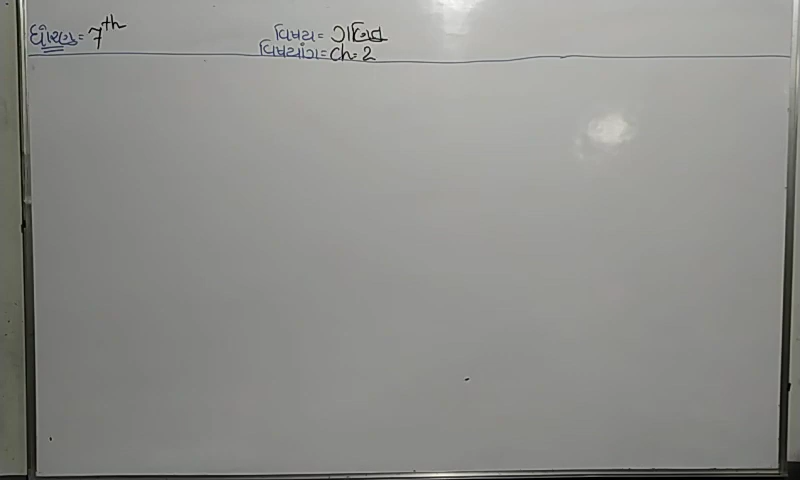 ધોરણ = 7th
વિષય = ગણિત
વિષયાંગ = Ch = 2